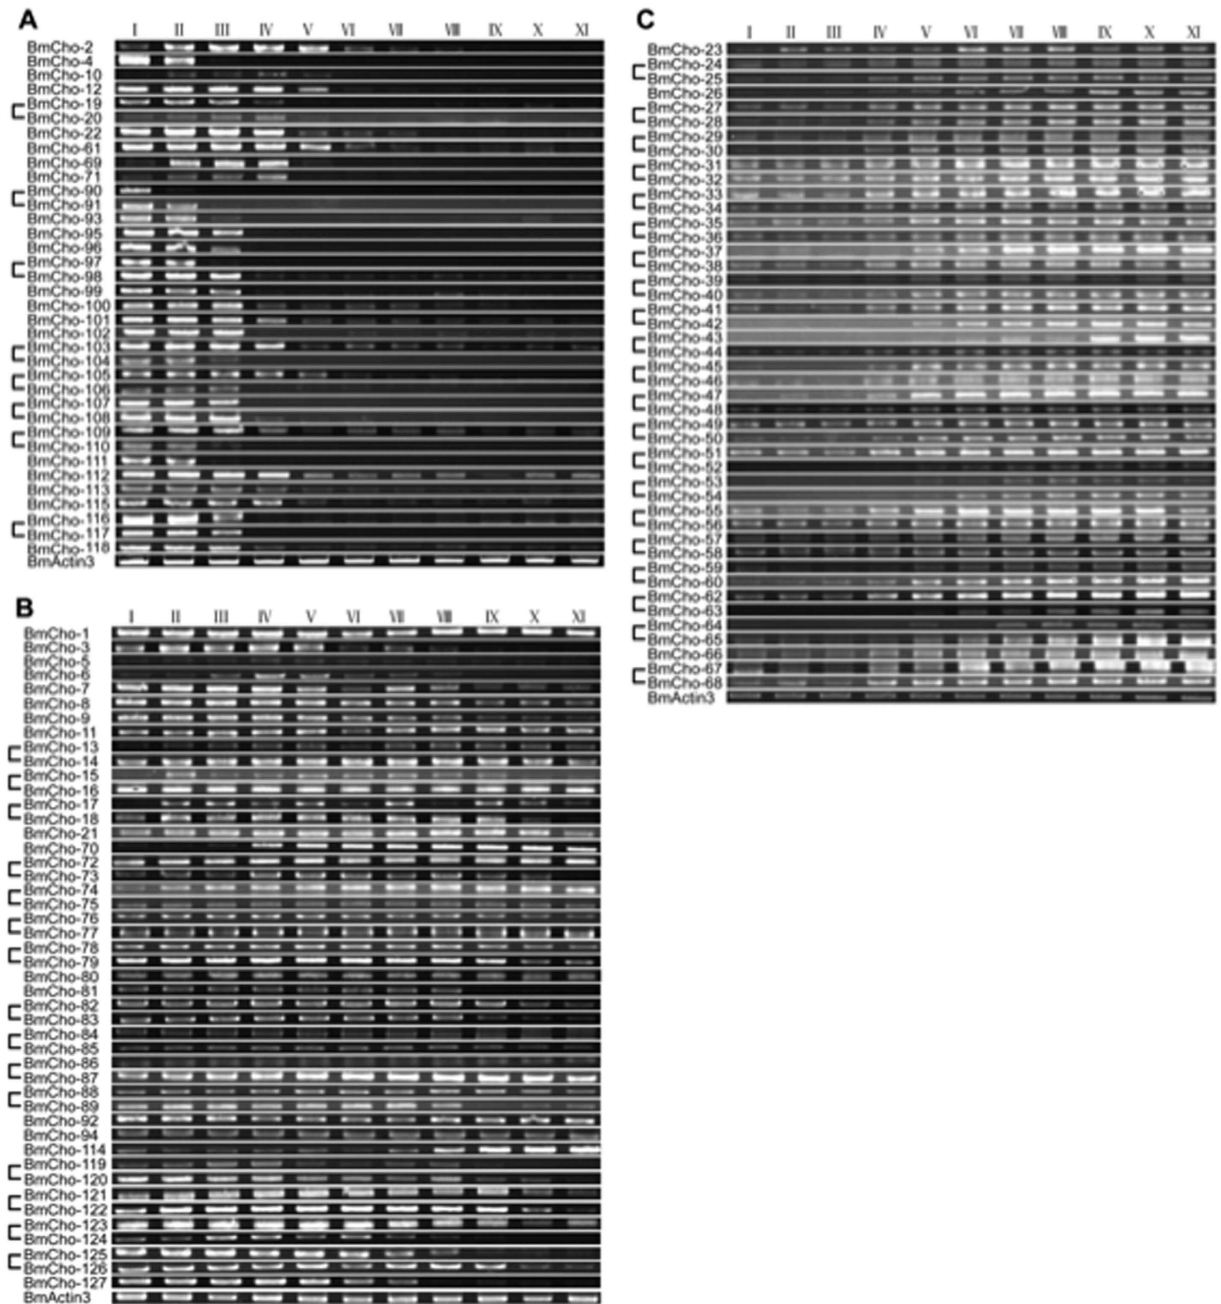 A
I II III IV V VI VII VIII IX X XI
BmCho-2
BmCho-4
BmCho-10
BmCho-12
BmCho-19
BmCho-20
BmCho-22
BmCho-61
BmCho-69
BmCho-71
BmCho-90
BmCho-91
BmCho-93
BmCho-95
BmCho-96
BmCho-97
BmCho-98
BmCho-99
BmCho-100
BmCho-101
BmCho-102
BmCho-103
BmCho-104
BmCho-105
BmCho-106
BmCho-107
BmCho-108
BmCho-109
BmCho-110
BmCho-111
BmCho-112
BmCho-113
BmCho-115
BmCho-116
BmCho-117
BmCho-118
BmActin3
B
I II III IV V VI VII VIII IX X XI
BmCho-1
BmCho-3
BmCho-5
BmCho-6
BmCho-7
BmCho-8
BmCho-9
BmCho-11
BmCho-13
BmCho-14
BmCho-15
BmCho-16
BmCho-17
BmCho-18
BmCho-21
BmCho-70
BmCho-72
BmCho-73
BmCho-74
BmCho-75
BmCho-76
BmCho-77
BmCho-78
BmCho-79
BmCho-80
BmCho-81
BmCho-82
BmCho-83
BmCho-84
BmCho-85
BmCho-86
BmCho-87
BmCho-88
BmCho-89
BmCho-92
BmCho-94
BmCho-114
BmCho-119
BmCho-120
BmCho-121
BmCho-122
BmCho-123
BmCho-124
BmCho-125
BmCho-126
BmCho-127
BmActin3
C
I II III IV V VI VII VIII IX X XI
BmCho-23
BmCho-24
BmCho-25
BmCho-26
BmCho-27
BmCho-28
BmCho-29
BmCho-30
BmCho-31
BmCho-32
BmCho-33
BmCho-34
BmCho-35
BmCho-36
BmCho-37
BmCho-38
BmCho-39
BmCho-40
BmCho-41
BmCho-42
BmCho-43
BmCho-44
BmCho-45
BmCho-46
BmCho-47
BmCho-48
BmCho-49
BmCho-50
BmCho-51
BmCho-52
BmCho-53
BmCho-54
BmCho-55
BmCho-56
BmCho-57
BmCho-58
BmCho-59
BmCho-60
BmCho-62
BmCho-63
BmCho-64
BmCho-65
BmCho-66
BmCho-67
BmCho-68
BmActin3